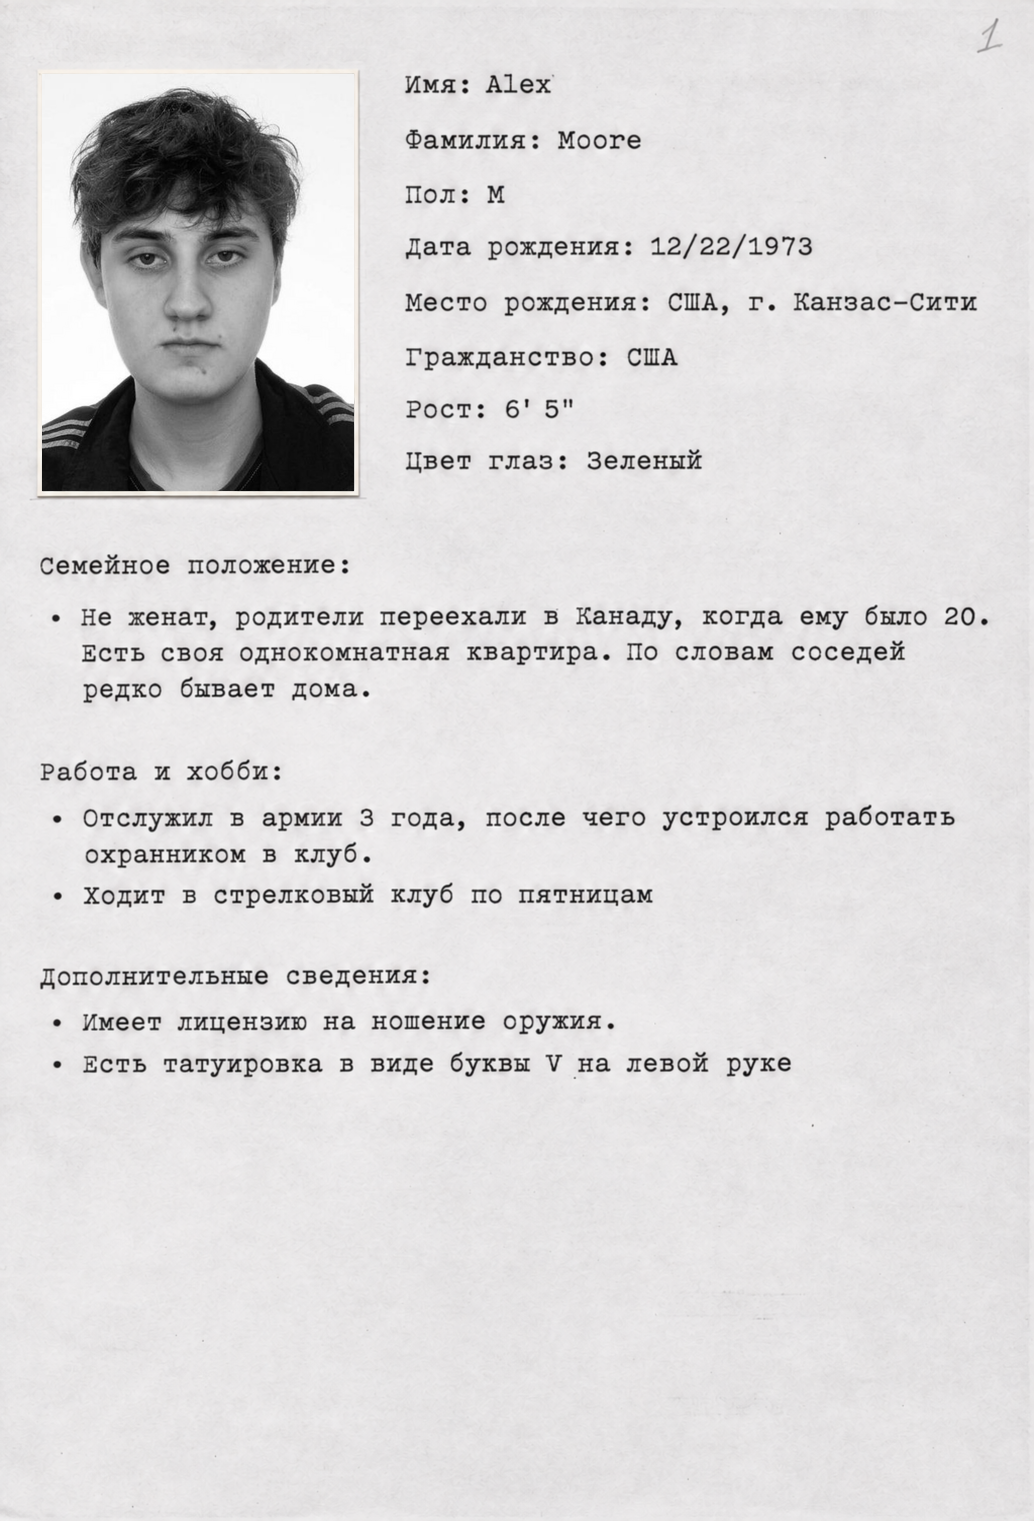 1
Имя: Alex
Фамилия: Moore
Пол: М
Дата рождения: 12/22/1973
Место рождения: США, г. Канзас-Сити
Гражданство: США
Рост: 6' 5"
Цвет глаз: Зеленый
Семейное положение:
• Не женат, родители переехали в Канаду, когда ему было 20.
Есть своя однокомнатная квартира. По словам соседей
редко бывает дома.
Работа и хобби:
• Отслужил в армии 3 года, после чего устроился работать
охранником в клуб.
• Ходит в стрелковый клуб по пятницам
Дополнительные сведения:
• Имеет лицензию на ношение оружия.
• Есть татуировка в виде буквы V на левой руке